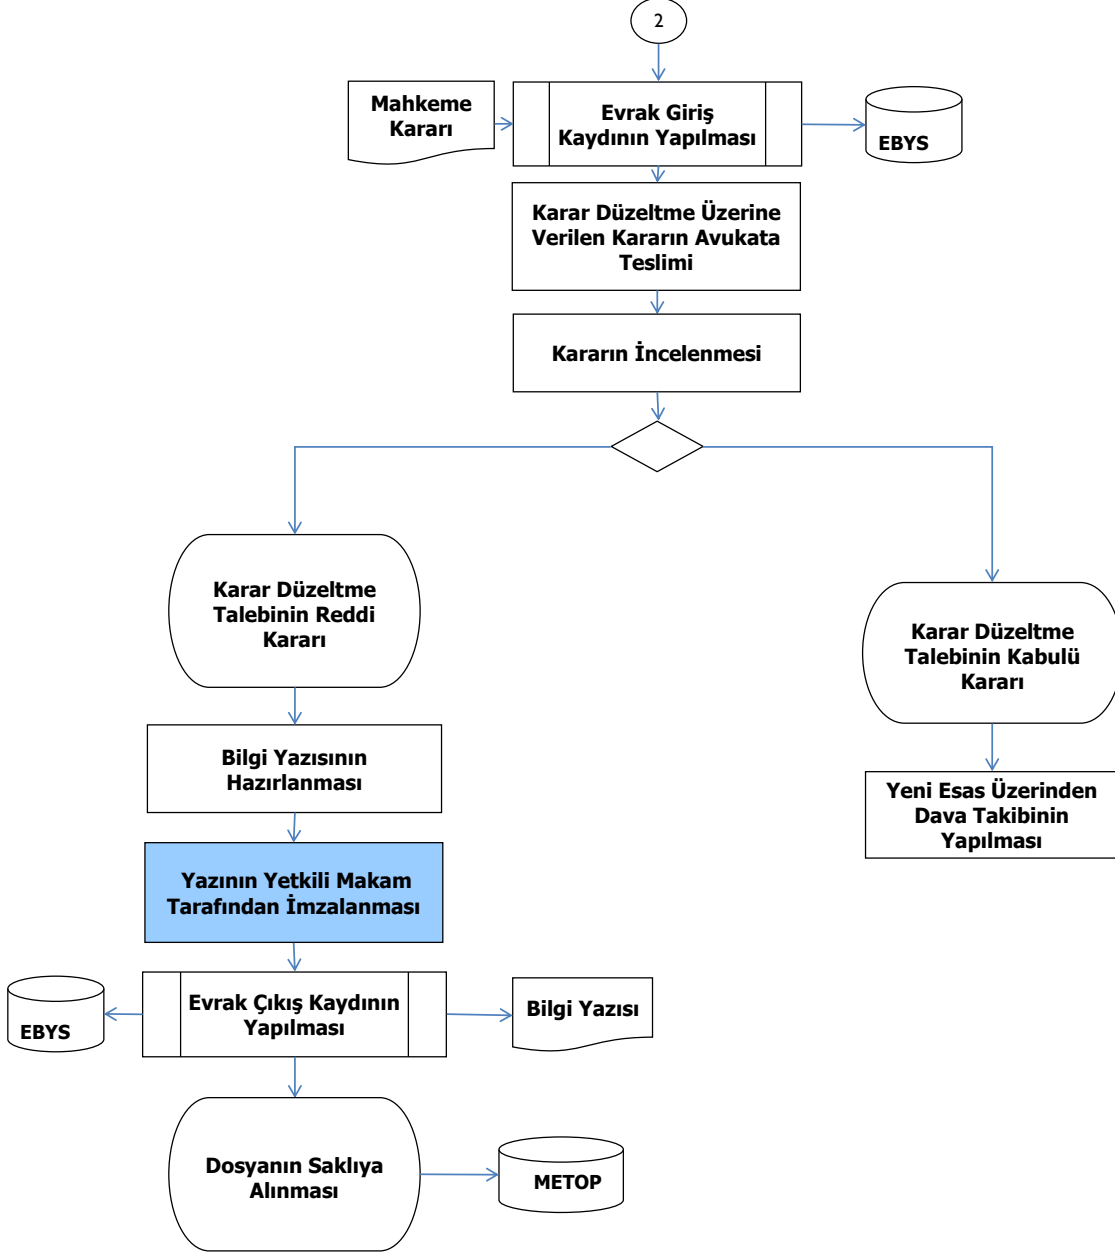 2
Mahkeme
Kararı
Evrak Giriş
Kaydının Yapılması
EBYS
Karar Düzeltme Üzerine
Verilen Kararın Avukata
Teslimi
Kararın İncelenmesi
Karar Düzeltme
Talebinin Reddi
Kararı
Karar Düzeltme
Talebinin Kabulü
Kararı
Bilgi Yazısının
Hazırlanması
Yeni Esas Üzerinden
Dava Takibinin
Yapılması
Yazının Yetkili Makam
Tarafından İmzalanması
EBYS
Evrak Çıkış Kaydının
Yapılması
Bilgi Yazısı
Dosyanın Saklıya
Alınması
METOP